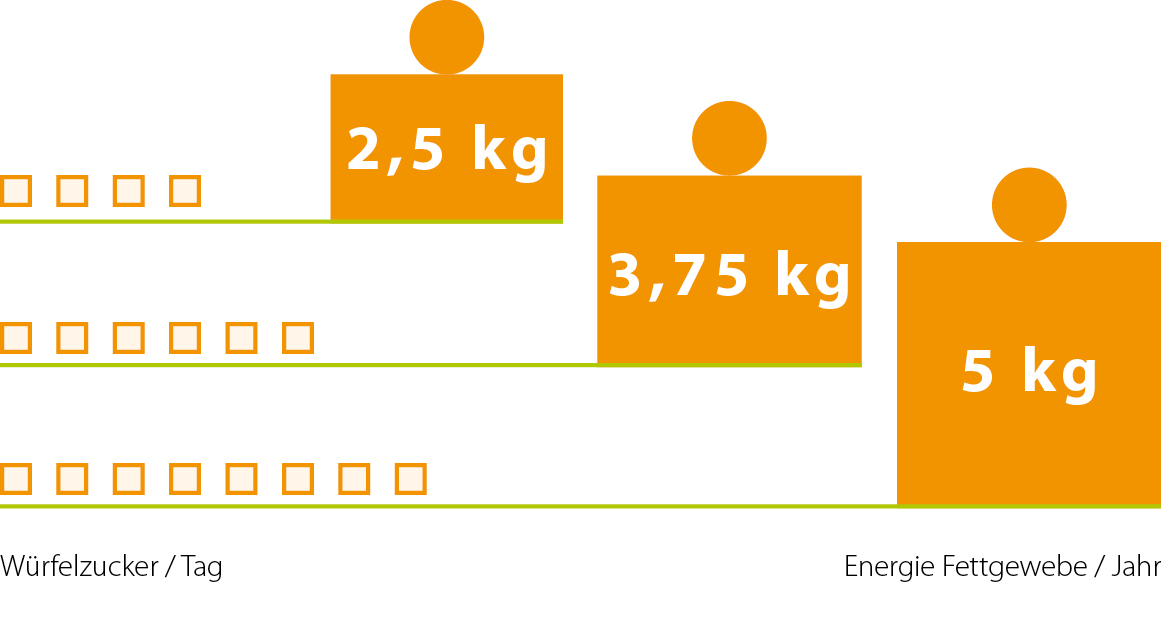 2,5 kg
3,75 kg
5 kg
Würfelzucker / Tag
Energie Fettgewebe / Jahr